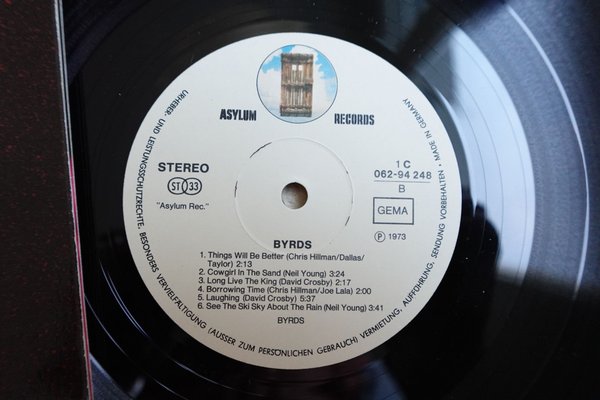 ASYLUM RECORDS
STEREO
ST 33
"Asylum Rec."
1 C
062-94 248
B
GEMA
P 1973
BYRDS
1. Things Will Be Better (Chris Hillman/Dallas/
Taylor) 2:13
2. Cowgirl In The Sand (Neil Young) 3:24
3. Long Live The King (David Crosby) 2:17
4. Borrowing Time (Chris Hillman/Joe Lala) 2:00
5. Laughing (David Crosby) 5:37
6. See The Ski Sky About The Rain (Neil Young) 3:41
BYRDS
URHEBER- UND LEISTUNGSSCHUTZRECHTE, BESONDERS VERVIELFÄLTIGUNG (AUSSER ZUM PERSÖNLICHEN GEBRAUCH) VERMIETUNG, AUFFÜHRUNG, SENDUNG VORBEHALTEN • MADE IN GERMANY